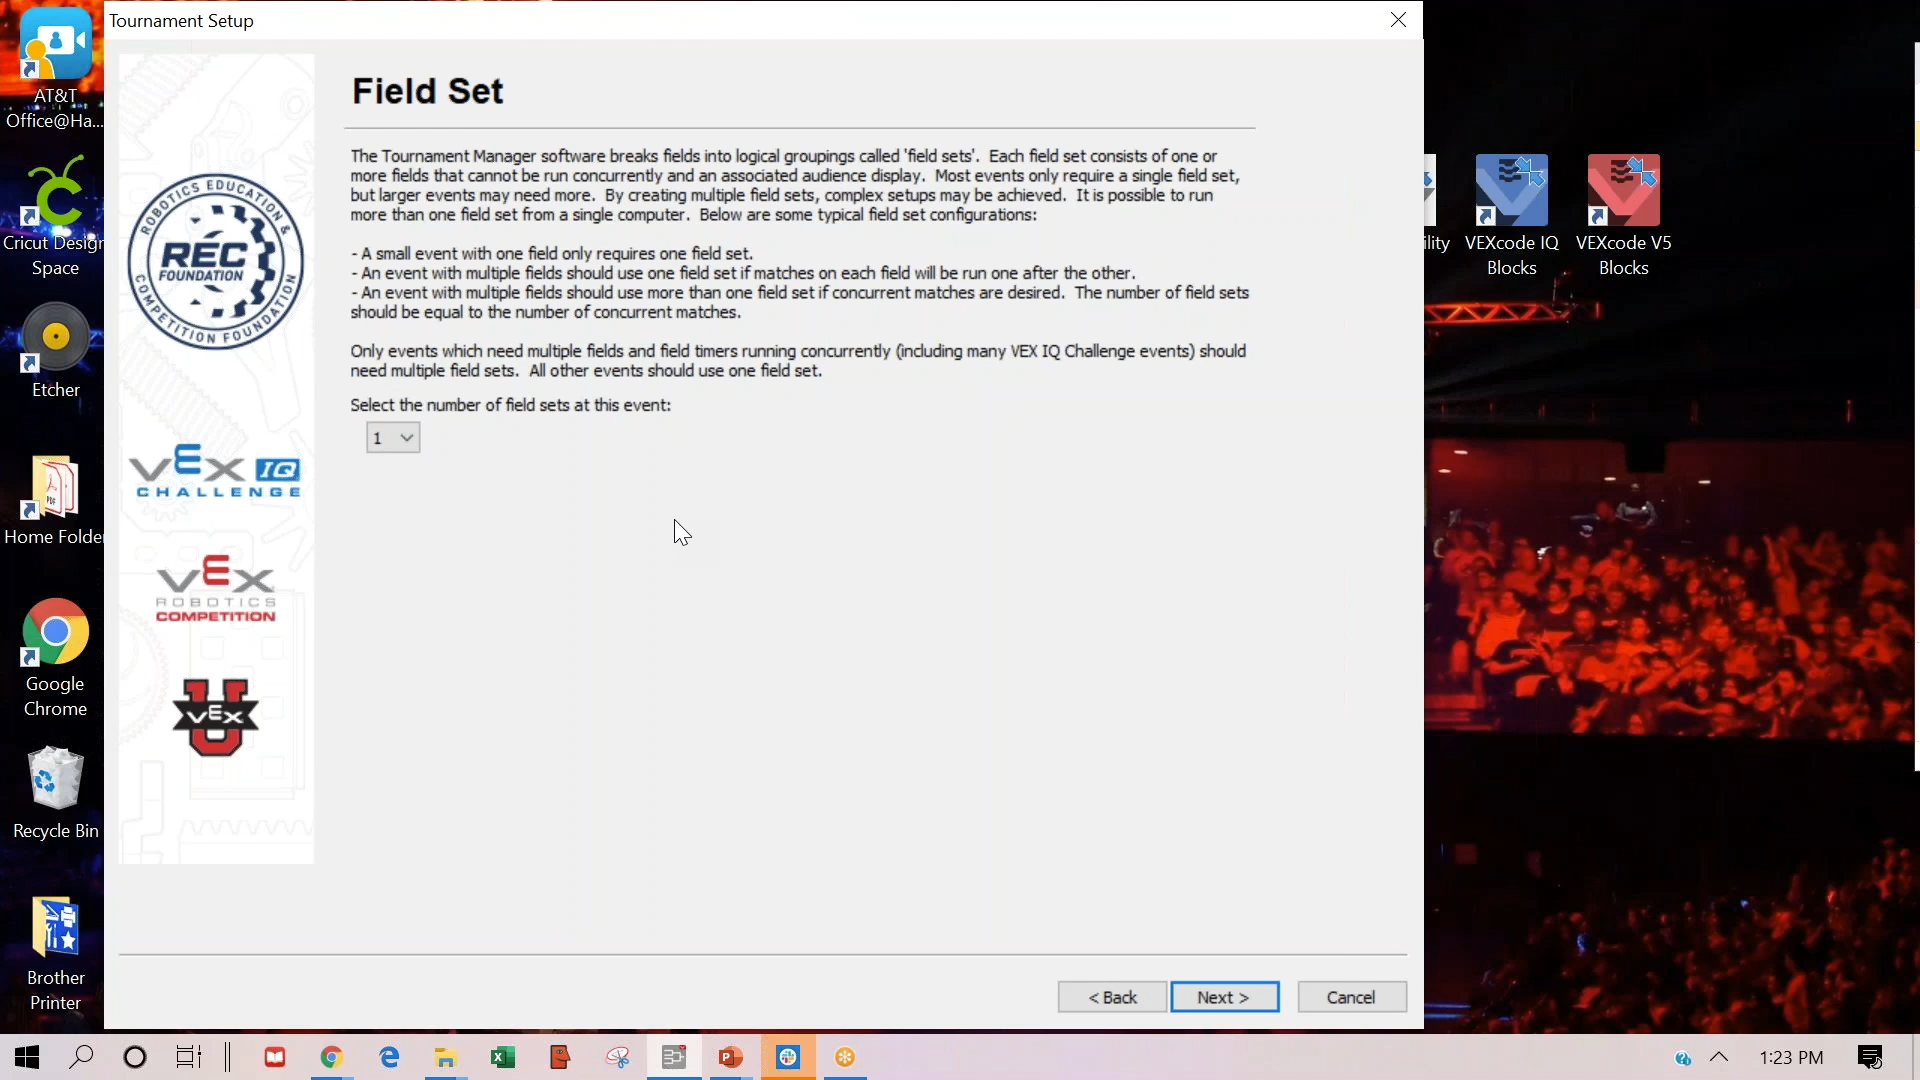 Tournament Setup
AT&T
Office@Ha...
Cricut Design
Space
Etcher
Home Folder
Google
Chrome
Recycle Bin
Brother
Printer
ROBOTICS EDUCATION &
REC
FOUNDATION
COMPETITION FOUNDATION
VEX IQ
CHALLENGE
VEX
ROBOTICS
COMPETITION
VEX
U
Field Set
The Tournament Manager software breaks fields into logical groupings called 'field sets'. Each field set consists of one or
more fields that cannot be run concurrently and an associated audience display. Most events only require a single field set,
but larger events may need more. By creating multiple field sets, complex setups may be achieved. It is possible to run
more than one field set from a single computer. Below are some typical field set configurations:
- A small event with one field only requires one field set.
- An event with multiple fields should use one field set if matches on each field will be run one after the other.
- An event with multiple fields should use more than one field set if concurrent matches are desired. The number of field sets
should be equal to the number of concurrent matches.
Only events which need multiple fields and field timers running concurrently (including many VEX IQ Challenge events) should
need multiple field sets. All other events should use one field set.
Select the number of field sets at this event:
1
< Back
Next >
Cancel
ility
VEXcode IQ
Blocks
VEXcode V5
Blocks
1:23 PM